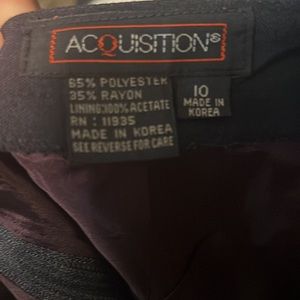 ACQUISITION®
65% POLYESTER
35% RAYON
LINING:100% ACETATE
RN : 11935
MADE IN KOREA
SEE REVERSE FOR CARE
10
MADE IN
KOREA